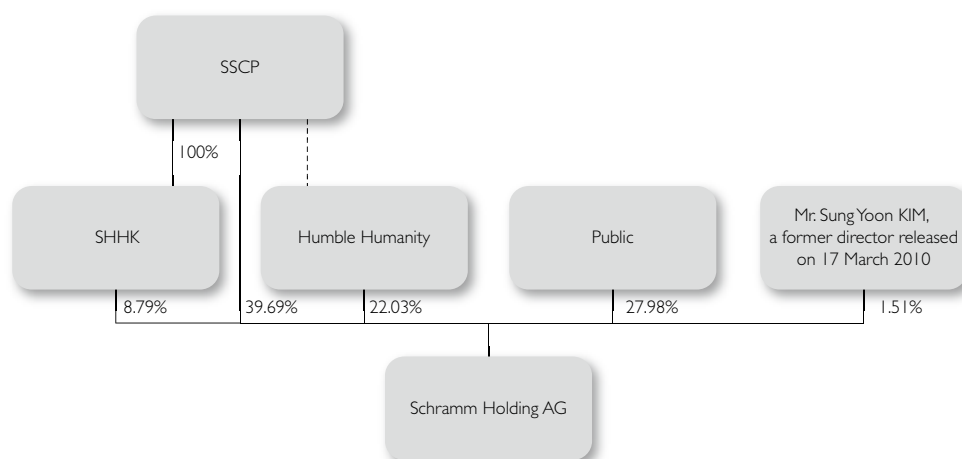 SSCP
100%
SHHK
Humble Humanity
Public
Mr. Sung Yoon KIM,
a former director released
on 17 March 2010
8.79%
39.69%
22.03%
27.98%
1.51%
Schramm Holding AG